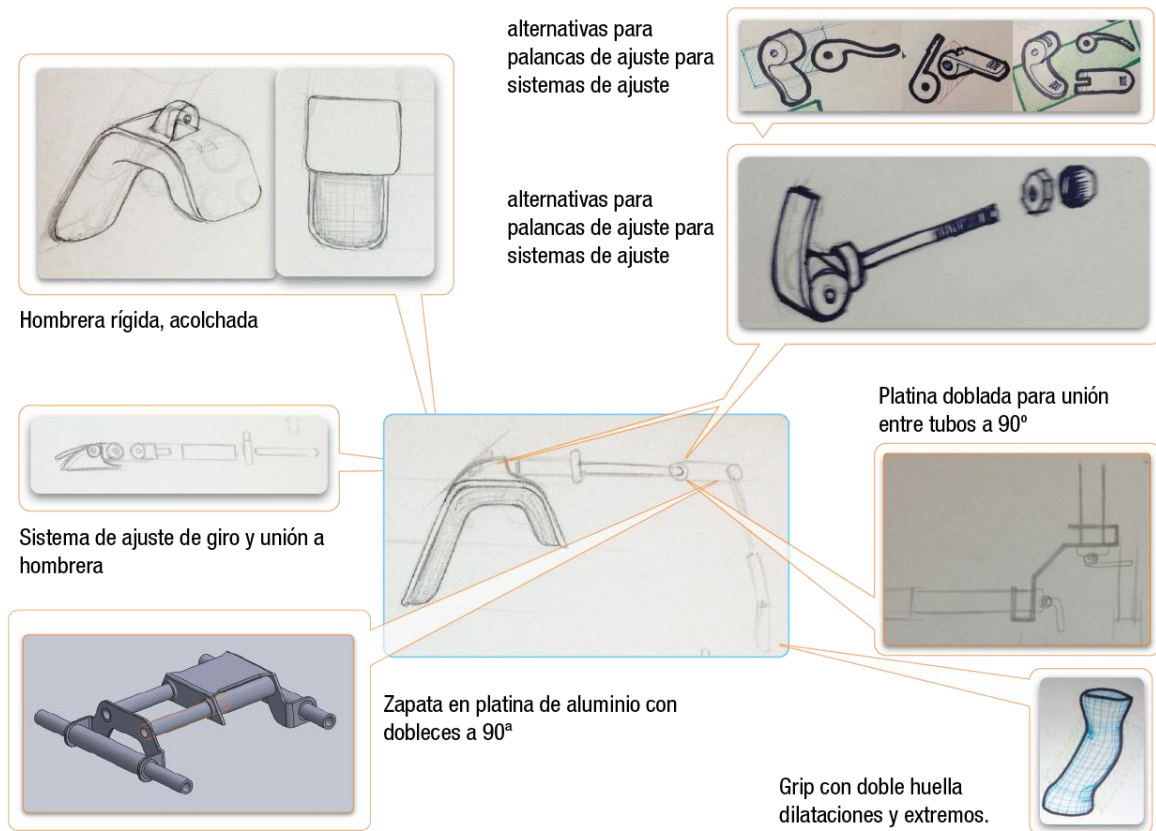 alternativas para
palancas de ajuste para
sistemas de ajuste
alternativas para
palancas de ajuste para
sistemas de ajuste
Hombrera rígida, acolchada
Platina doblada para unión
entre tubos a 90º
Sistema de ajuste de giro y unión a
hombrera
Zapata en platina de aluminio con
dobleces a 90ª
Grip con doble huella
dilataciones y extremos.